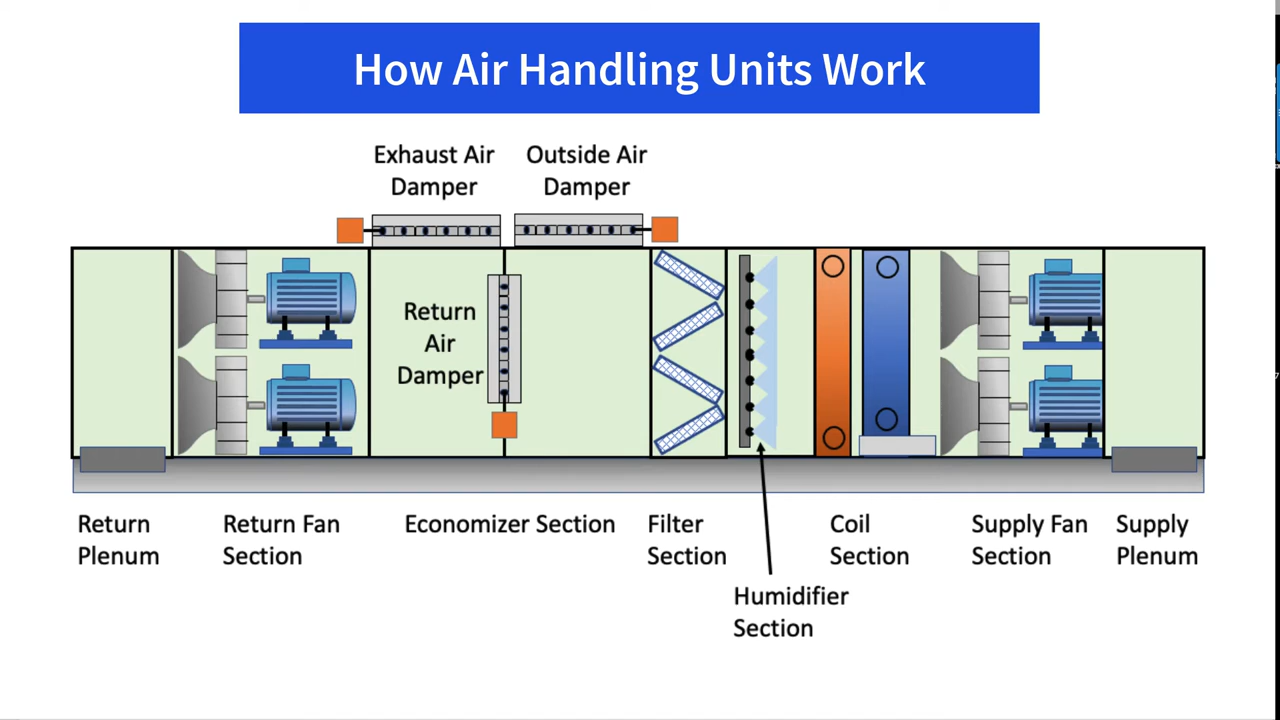 How Air Handling Units Work
Exhaust Air
Damper
Outside Air
Damper
Return
Air
Damper
Return
Plenum
Return Fan
Section
Economizer Section
Filter
Section
Humidifier
Section
Coil
Section
Supply Fan
Section
Supply
Plenum